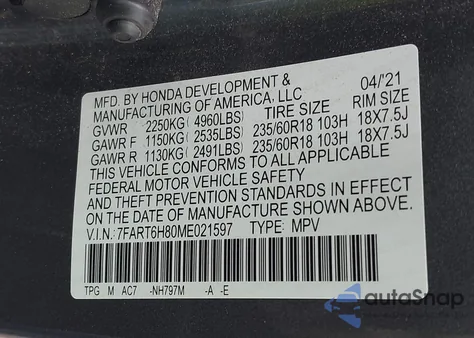 MFD. BY HONDA DEVELOPMENT & 04/21
MANUFACTURING OF AMERICA, LLC
TIRE SIZE RIM SIZE
GVWR 2250KG ( 4960LBS)
GAWR F 1150KG ( 2535LBS) 235/60R18 103H 18X7.5J
GAWR R 1130KG ( 2491LBS) 235/60R18 103H 18X7.5J
THIS VEHICLE CONFORMS TO ALL APPLICABLE
FEDERAL MOTOR VEHICLE SAFETY
AND THEFT PREVENTION STANDARDS IN EFFECT
ON THE DATE OF MANUFACTURE SHOWN ABOVE.
V.I.N: 7FART6H80ME021597 TYPE: MPV
TPG M AC7 -NH797M -A -E
autoSnap